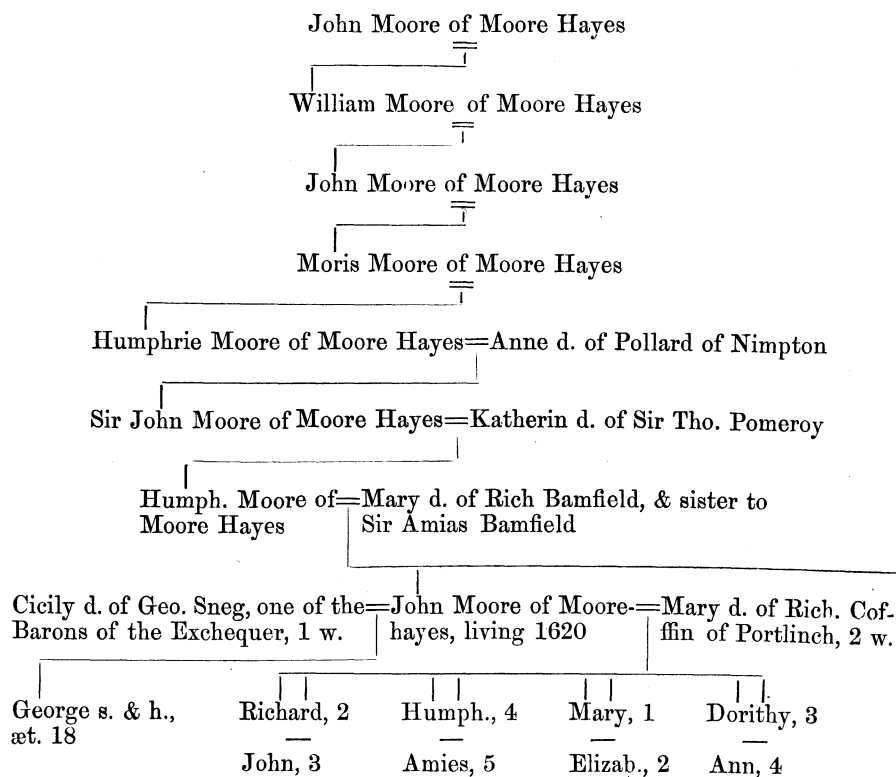 John Moore of Moore Hayes
William Moore of Moore Hayes
John Moore of Moore Hayes
Moris Moore of Moore Hayes
Humphrie Moore of Moore Hayes=Anne d. of Pollard of Nimpton
Sir John Moore of Moore Hayes=Katherin d. of Sir Tho. Pomeroy
Humph. Moore of=Mary d. of Rich Bamfield, & sister to
Moore Hayes Sir Amias Bamfield
Cicily d. of Geo. Sneg, one of the=John Moore of Moore-=Mary d. of Rich. Cof-
Barons of the Exchequer, 1 w. hayes, living 1620 ffin of Portlinch, 2 w.
George s. & h., Richard, 2 Humph., 4 Mary, 1 Dorithy, 3
æt. 18
John, 3 Amies, 5 Elizab., 2 Ann, 4